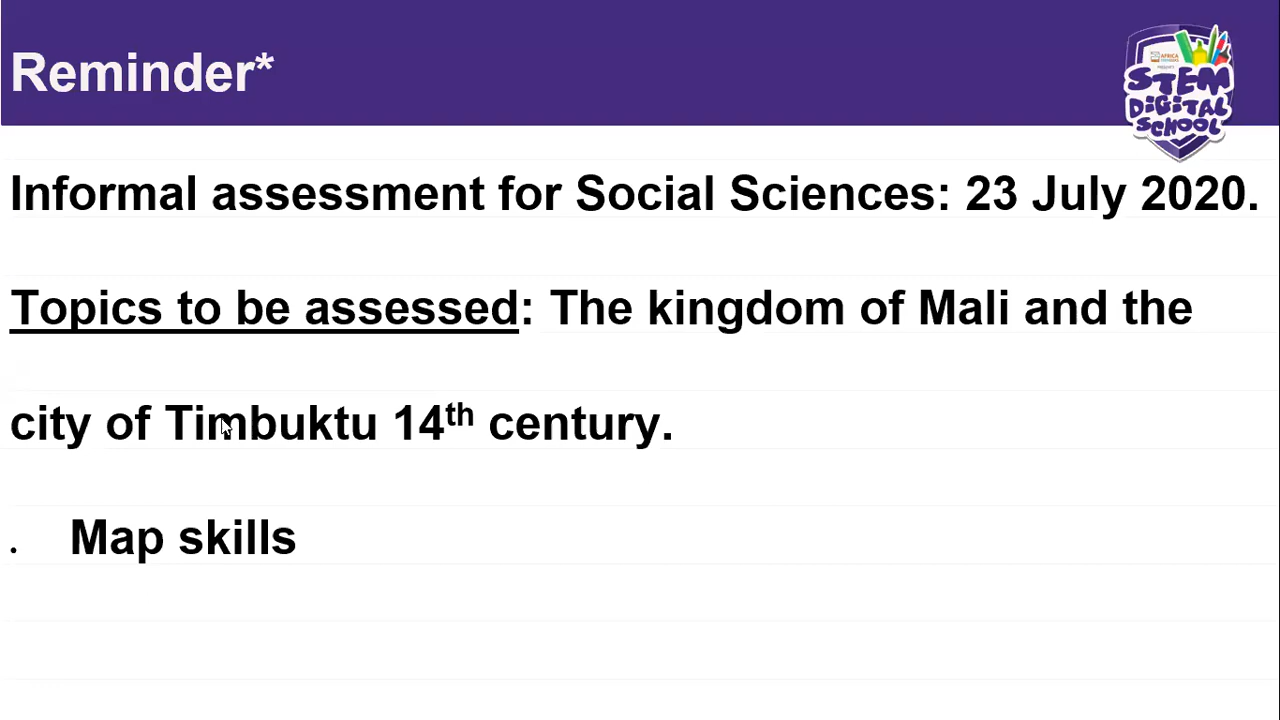 Reminder*
STEM
DIGITAL
SCHOOL
Informal assessment for Social Sciences: 23 July 2020.
Topics to be assessed: The kingdom of Mali and the
city of Timbuktu 14th century.
. Map skills